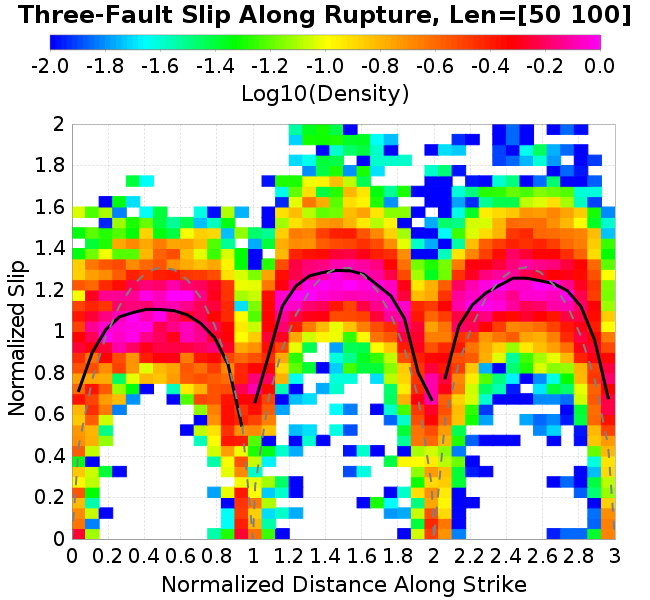 Three-Fault Slip Along Rupture, Len=[50 100]
-2.0 -1.8 -1.6 -1.4 -1.2 -1.0 -0.8 -0.6 -0.4 -0.2 0.0
Log10(Density)
2
1.8
1.6
1.4
1.2
1
0.8
0.6
0.4
0.2
0
Normalized Slip
0 0.2 0.4 0.6 0.8 1 1.2 1.4 1.6 1.8 2 2.2 2.4 2.6 2.8 3
Normalized Distance Along Strike